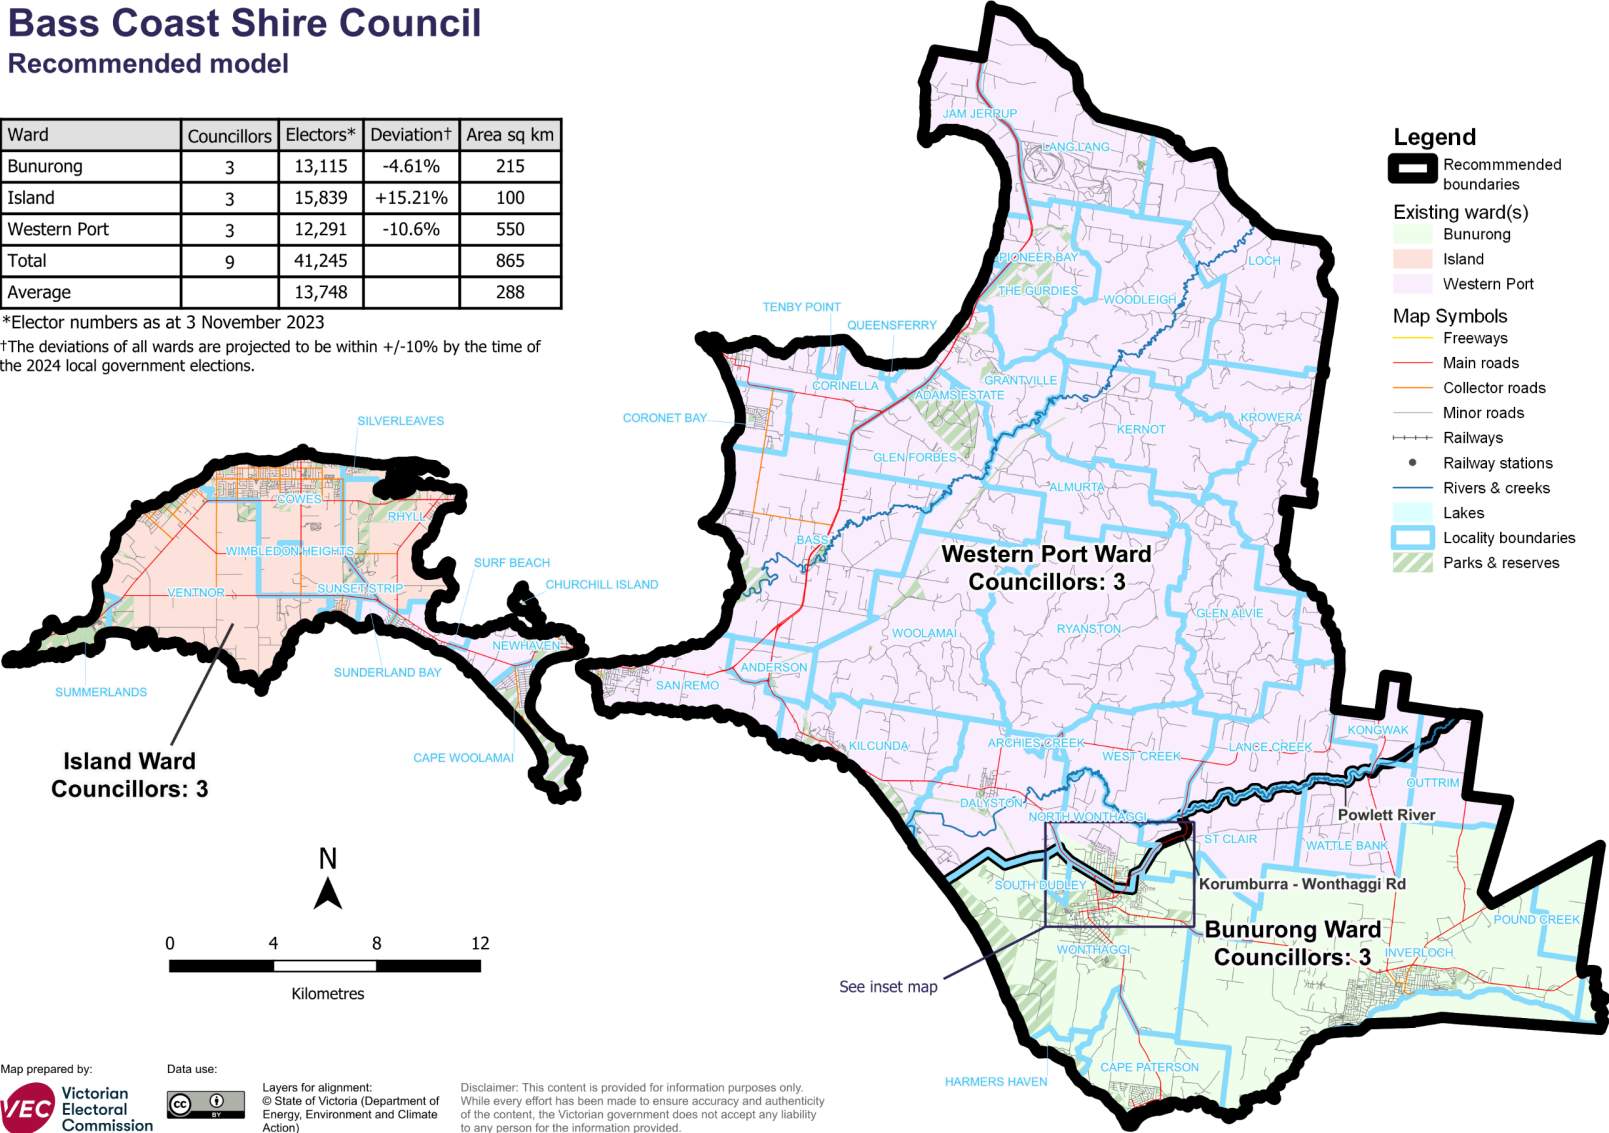 Bass Coast Shire Council
Recommended model
Ward Councillors Electors* Deviation† Area sq km
Bunurong 3 13,115 -4.61% 215
Island 3 15,839 +15.21% 100
Western Port 3 12,291 -10.6% 550
Total 9 41,245 865
Average 13,748 288
*Elector numbers as at 3 November 2023
†The deviations of all wards are projected to be within +/-10% by the time of
the 2024 local government elections.
Legend
Recommmended
boundaries
Existing ward(s)
Bunurong
Island
Western Port
Map Symbols
Freeways
Main roads
Collector roads
Minor roads
Railways
Railway stations
Rivers & creeks
Lakes
Locality boundaries
Parks & reserves
JAM JERRUP
LANG LANG
PIONEER BAY
LOCH
THE GURDIES
WOODLEIGH
TENBY POINT
QUEENSFERRY
CORINELLA
GRANTVILLE
ADAMS ESTATE
CORONET BAY
KROWERA
KERNOT
GLEN FORBES
ALMURTA
BASS
Western Port Ward
Councillors: 3
GLEN ALVIE
WOOLAMAI
RYANSTON
ANDERSON
SAN REMO
KILCUNDA
ARCHIES CREEK
WEST CREEK
LANCE CREEK
KONGWAK
OUTTRIM
DALYSTON
NORTH WONTHAGGI
Powlett River
ST CLAIR
WATTLE BANK
SOUTH DUDLEY
Korumburra - Wonthaggi Rd
Bunurong Ward
Councillors: 3
POUND CREEK
WONTHAGGI
INVERLOCH
See inset map
HARMERS HAVEN
CAPE PATERSON
SILVERLEAVES
COWES
RHYLL
WIMBLEDON HEIGHTS
SURF BEACH
CHURCHILL ISLAND
VENTNOR
SUNSET STRIP
NEWHAVEN
SUNDERLAND BAY
SUMMERLANDS
CAPE WOOLAMAI
Island Ward
Councillors: 3
N
0 4 8 12
Kilometres
Map prepared by:
VEC Victorian
Electoral
Commission
Data use:
CC BY
Layers for alignment:
© State of Victoria (Department of
Energy, Environment and Climate
Action)
Disclaimer: This content is provided for information purposes only.
While every effort has been made to ensure accuracy and authenticity
of the content, the Victorian government does not accept any liability
to any person for the information provided.